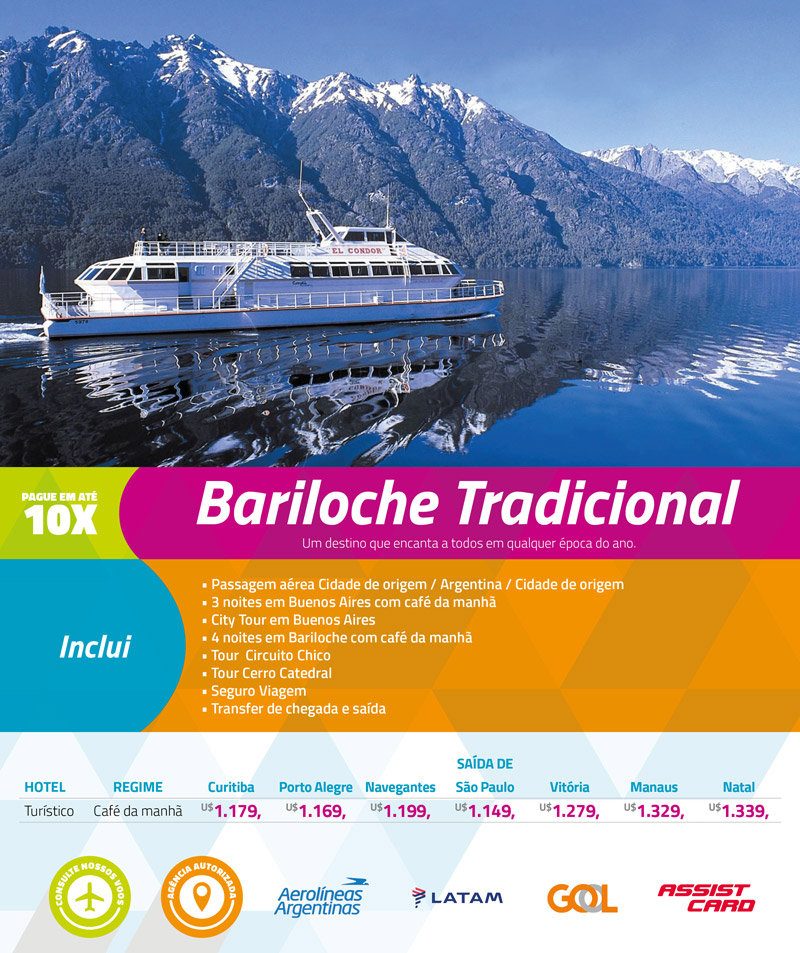 EL CONDOR
PAGUE EM ATÉ
10X
Bariloche Tradicional
Um destino que encanta a todos em qualquer época do ano.
Inclui
• Passagem aérea Cidade de origem / Argentina / Cidade de origem
• 3 noites em Buenos Aires com café da manhã
• City Tour em Buenos Aires
• 4 noites em Bariloche com café da manhã
• Tour Circuito Chico
• Tour Cerro Catedral
• Seguro Viagem
• Transfer de chegada e saída
SAÍDA DE
HOTEL REGIME Curitiba Porto Alegre Navegantes São Paulo Vitória Manaus Natal
Turístico Café da manhã U$1.179, U$1.169, U$1.199, U$1.149, U$1.279, U$1.329, U$1.339,
CONSULTE NOSSOS VOOS
AGÊNCIA AUTORIZADA
Aerolíneas
Argentinas
LATAM
GOL
ASSIST
CARD